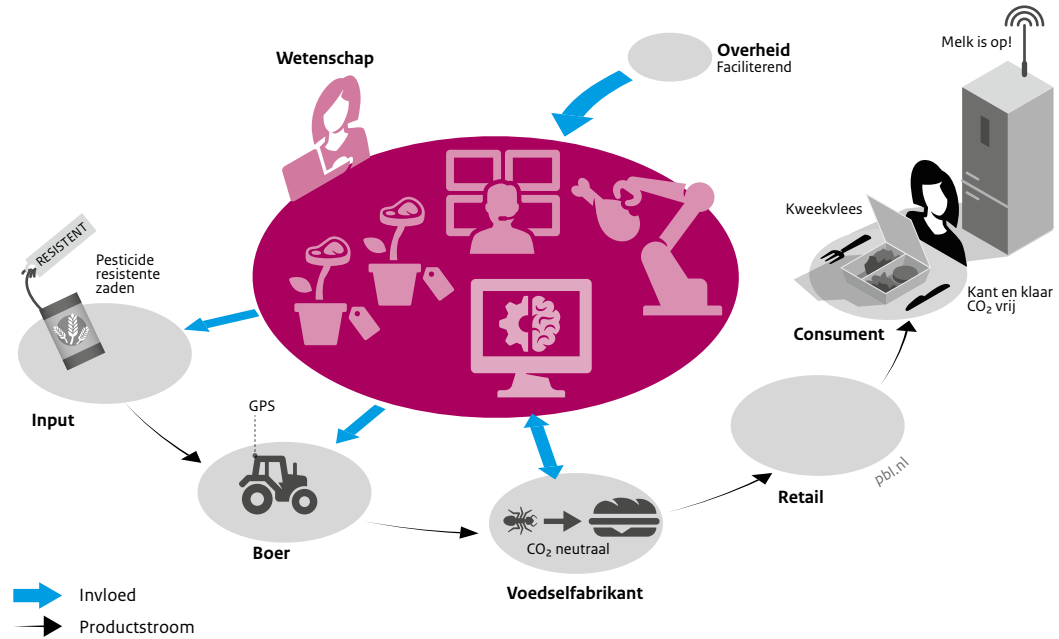 Wetenschap
Overheid
Faciliterend
Melk is op!
Kweekvlees
Kant en klaar
CO₂ vrij
Consument
RESISTENT
Pesticide
resistente
zaden
Input
GPS
Boer
CO₂ neutraal
Voedselfabrikant
Retail
pbl.nl
Invloed
Productstroom